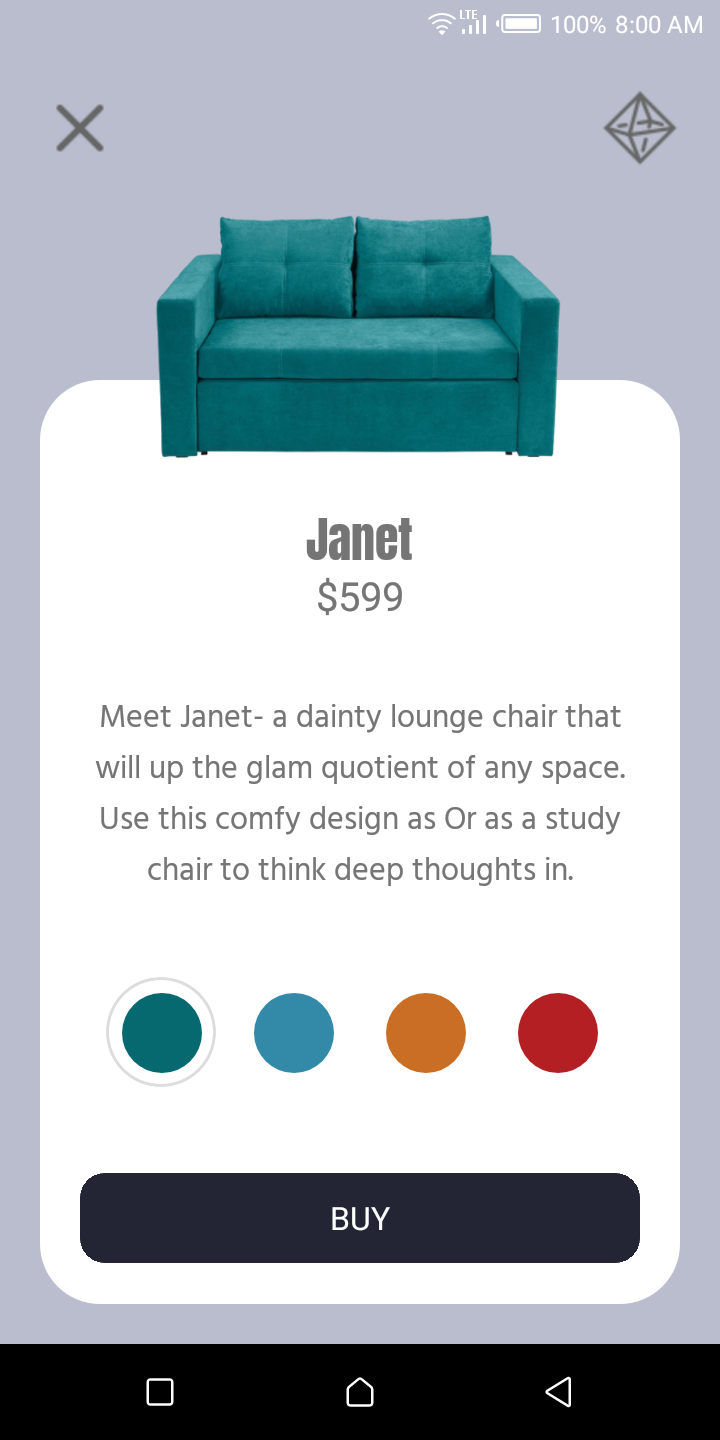 LTE 100% 8:00 AM
Janet
$599
Meet Janet- a dainty lounge chair that
will up the glam quotient of any space.
Use this comfy design as Or as a study
chair to think deep thoughts in.
BUY